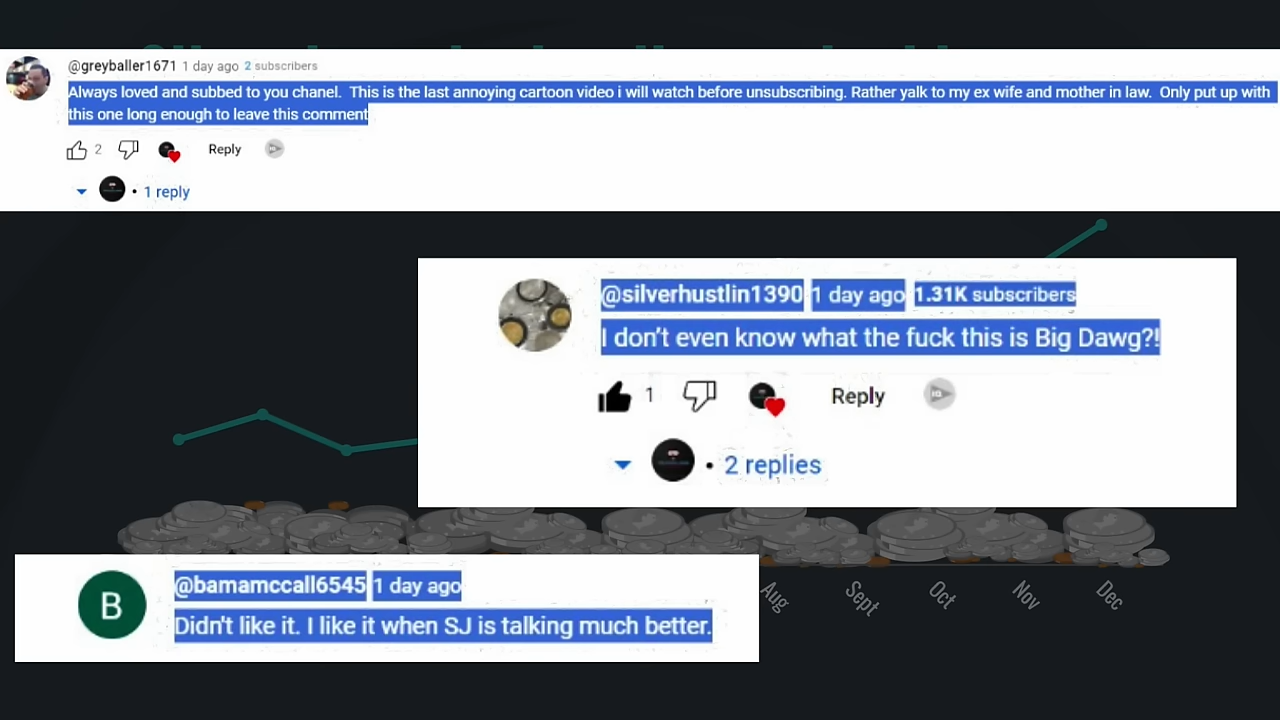 @greyballer1671 1 day ago 2 subscribers
Always loved and subbed to you chanel. This is the last annoying cartoon video i will watch before unsubscribing. Rather yalk to my ex wife and mother in law. Only put up with
this one long enough to leave this comment
2 Reply
• 1 reply
@silverhustlin1390 1 day ago 1.31K subscribers
I don't even know what the fuck this is Big Dawg?!
1 Reply
• 2 replies
B
@bamamccall6545 1 day ago
Didn't like it. I like it when SJ is talking much better.
Aug Sept Oct Nov Dec